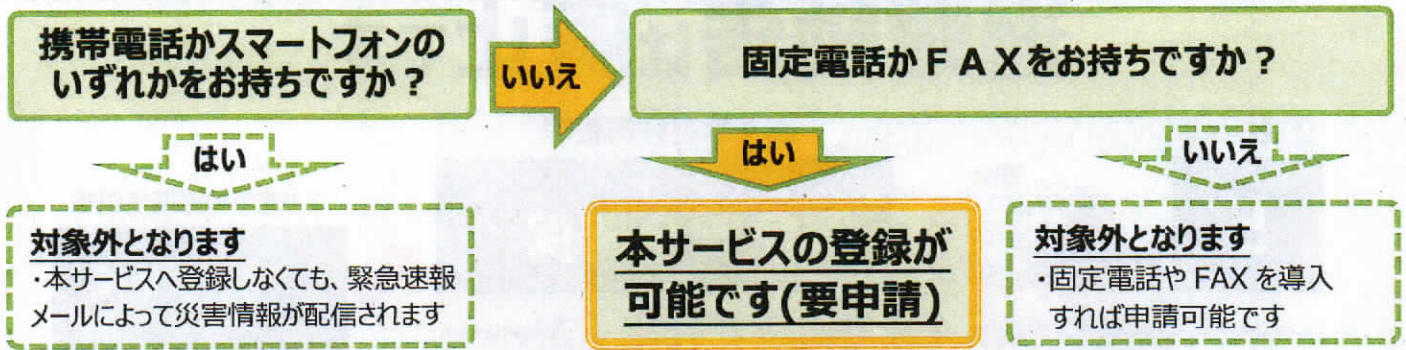 携帯電話かスマートフォンの
いずれかをお持ちですか？
いいえ
固定電話かＦＡＸをお持ちですか？
はい
はい
いいえ
対象外となります
・本サービスへ登録しなくても、緊急速報
メールによって災害情報が配信されます
本サービスの登録が
可能です(要申請)
対象外となります
・固定電話や FAX を導入
すれば申請可能です